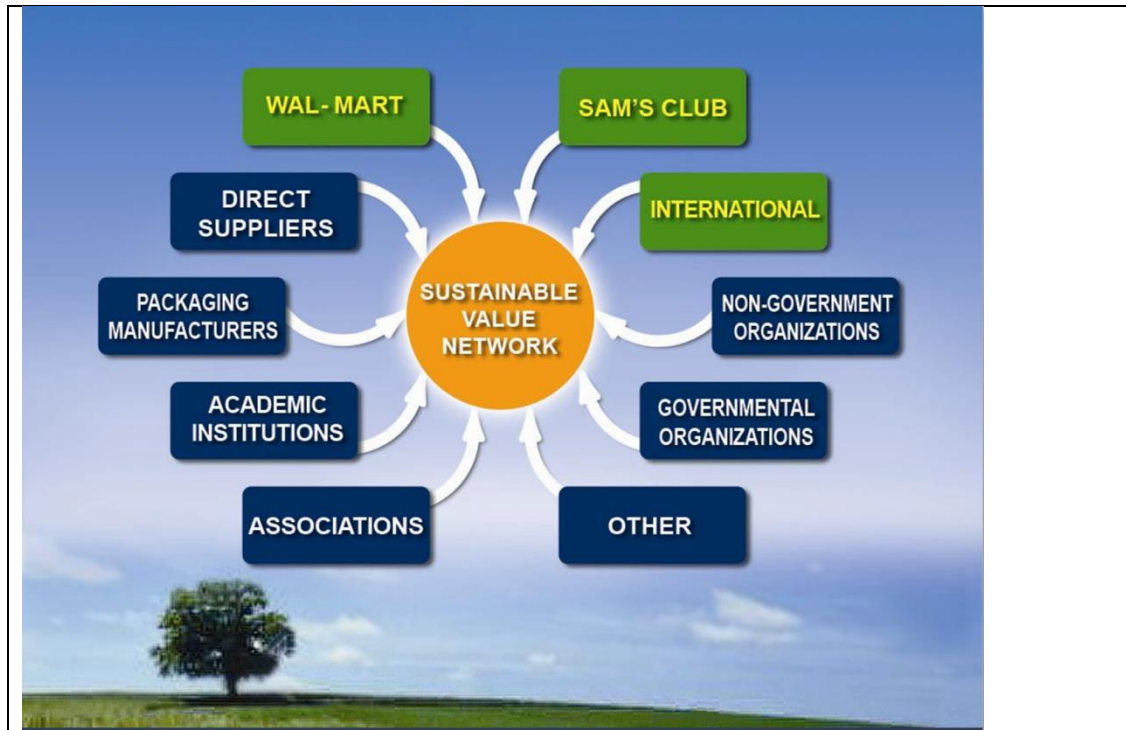 WAL- MART
SAM'S CLUB
DIRECT
SUPPLIERS
INTERNATIONAL
PACKAGING
MANUFACTURERS
SUSTAINABLE
VALUE
NETWORK
NON-GOVERNMENT
ORGANIZATIONS
ACADEMIC
INSTITUTIONS
GOVERNMENTAL
ORGANIZATIONS
ASSOCIATIONS
OTHER